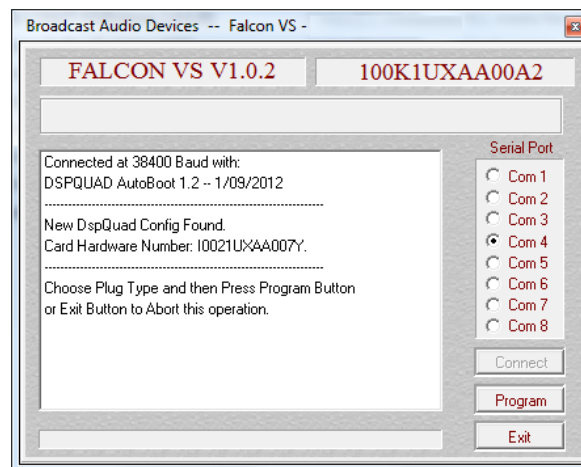 Broadcast Audio Devices -- Falcon VS -
FALCON VS V1.0.2
100K1UXAA00A2
Connected at 38400 Baud with:
DSPQUAD AutoBoot 1.2 -- 1/09/2012
--------------------------------------------------------------------
New DspQuad Config Found.
Card Hardware Number: I0021UXAA007Y.
--------------------------------------------------------------------
Choose Plug Type and then Press Program Button
or Exit Button to Abort this operation.
Serial Port
Com 1
Com 2
Com 3
Com 4
Com 5
Com 6
Com 7
Com 8
Connect
Program
Exit